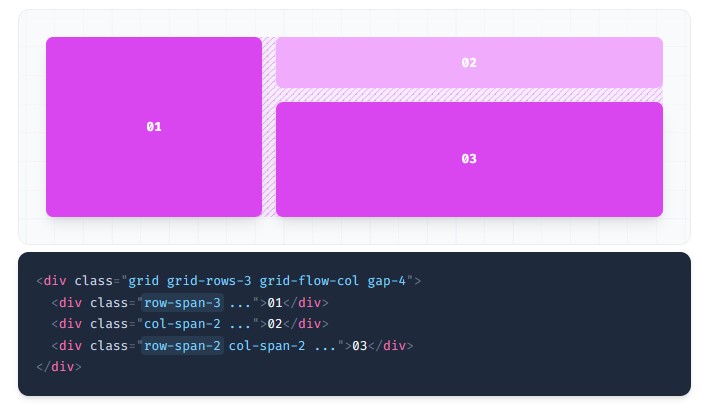 01
02
03
<div class="grid grid-rows-3 grid-flow-col gap-4">
  <div class="row-span-3 ...">01</div>
  <div class="col-span-2 ...">02</div>
  <div class="row-span-2 col-span-2 ...">03</div>
</div>